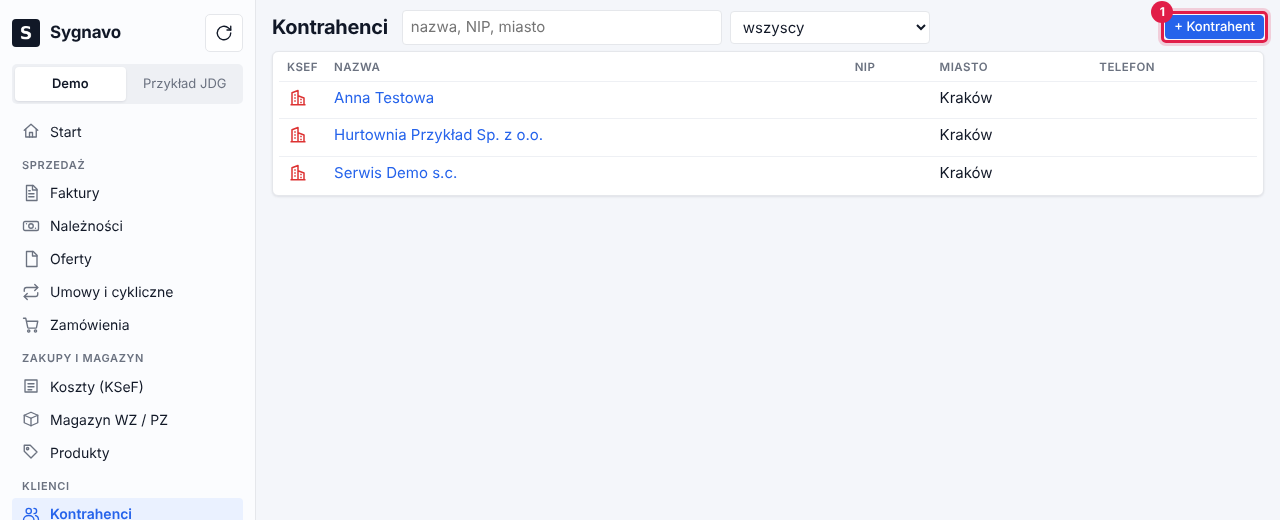 S Sygnavo
Demo Przykład JDG
Start
SPRZEDAŻ
Faktury
Należności
Oferty
Umowy i cykliczne
Zamówienia
ZAKUPY I MAGAZYN
Koszty (KSeF)
Magazyn WZ / PZ
Produkty
KLIENCI
Kontrahenci
Kontrahenci nazwa, NIP, miasto wszyscy 1 + Kontrahent
KSEF NAZWA NIP MIASTO TELEFON
Anna Testowa Kraków
Hurtownia Przykład Sp. z o.o. Kraków
Serwis Demo s.c. Kraków